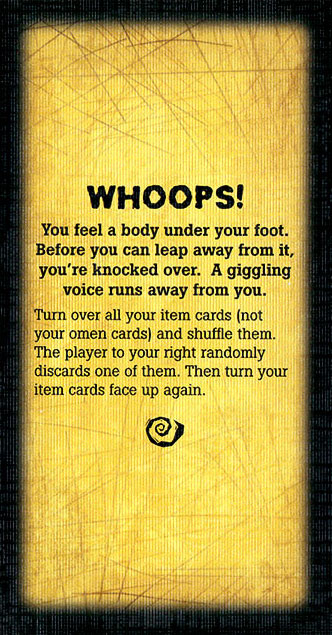 WHOOPS!
You feel a body under your foot.
Before you can leap away from it,
you're knocked over.  A giggling
voice runs away from you.
Turn over all your item cards (not
your omen cards) and shuffle them.
The player to your right randomly
discards one of them. Then turn your
item cards face up again.